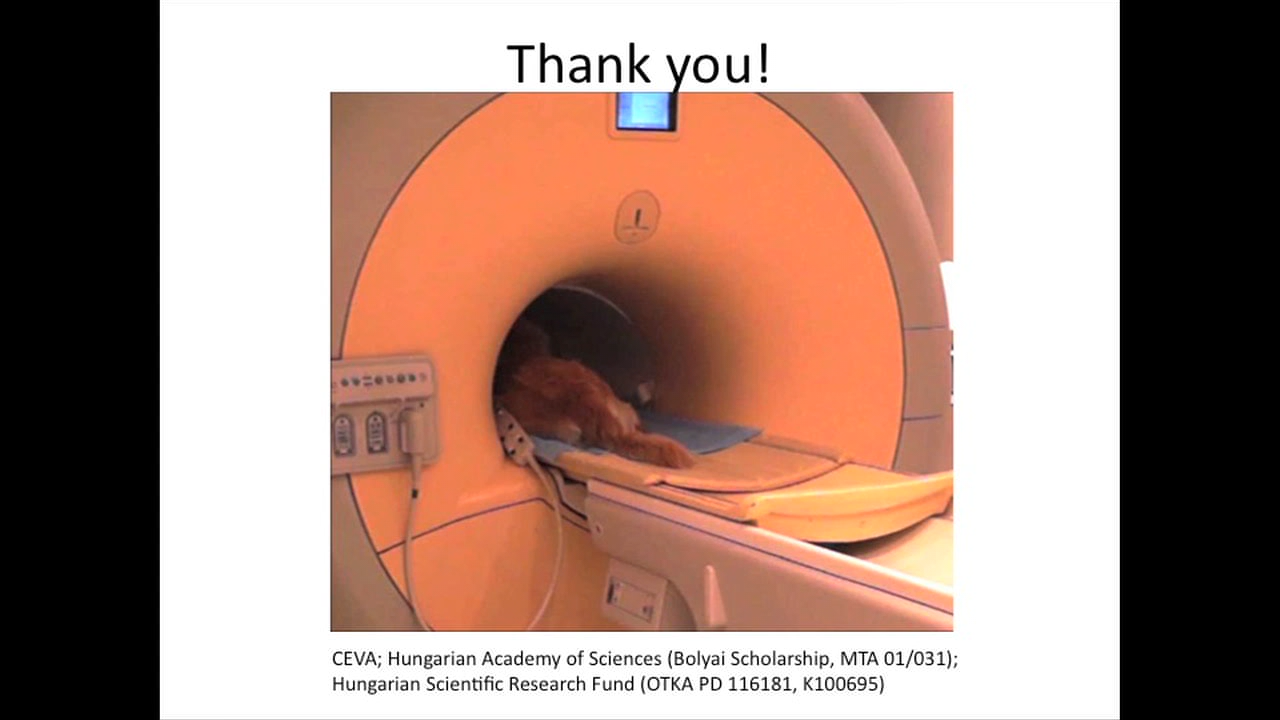 Thank you!
CEVA; Hungarian Academy of Sciences (Bolyai Scholarship, MTA 01/031);
Hungarian Scientific Research Fund (OTKA PD 116181, K100695)